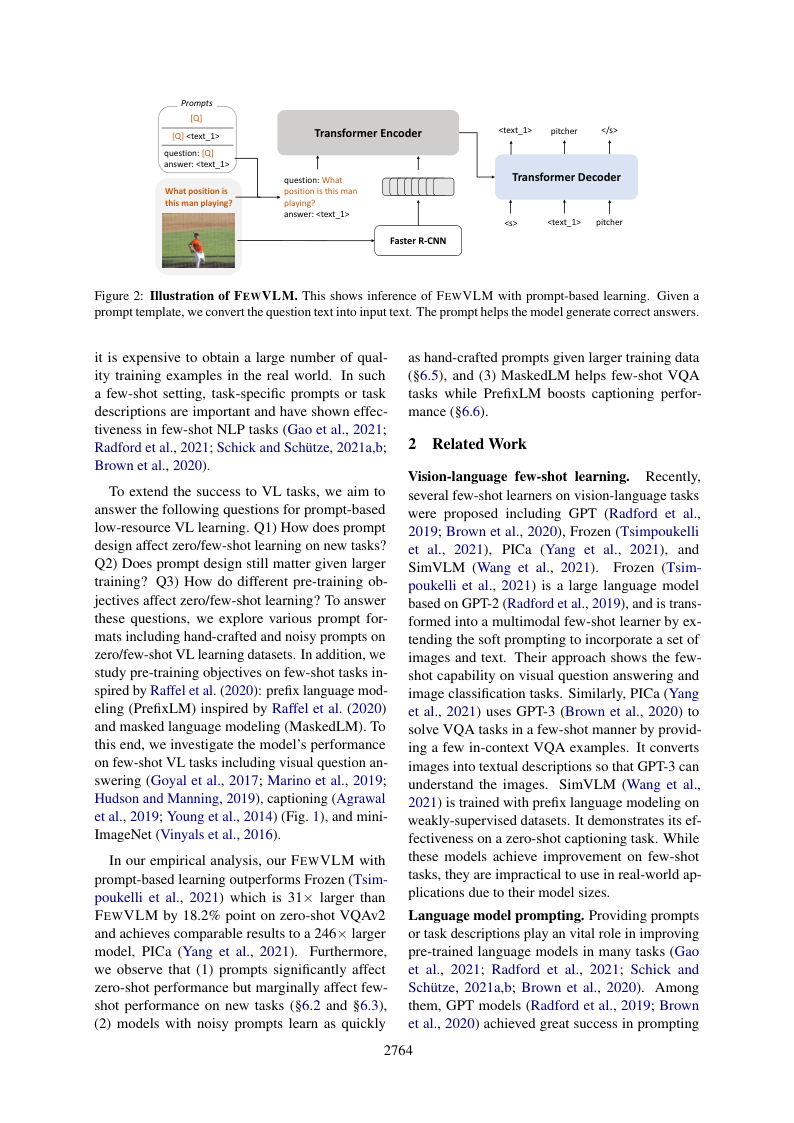 Prompts
[Q]
[Q] <text_1>
question: [Q]
answer: <text_1>
What position is
this man playing?
Transformer Encoder
question: What
position is this man
playing?
answer: <text_1>
Faster R-CNN
<text_1> pitcher </s>
Transformer Decoder
<s> <text_1> pitcher
Figure 2: Illustration of FEWVLM. This shows inference of FEWVLM with prompt-based learning. Given a
prompt template, we convert the question text into input text. The prompt helps the model generate correct answers.
it is expensive to obtain a large number of qual-
ity training examples in the real world. In such
a few-shot setting, task-specific prompts or task
descriptions are important and have shown effec-
tiveness in few-shot NLP tasks (Gao et al., 2021;
Radford et al., 2021; Schick and Schütze, 2021a,b;
Brown et al., 2020).
To extend the success to VL tasks, we aim to
answer the following questions for prompt-based
low-resource VL learning. Q1) How does prompt
design affect zero/few-shot learning on new tasks?
Q2) Does prompt design still matter given larger
training? Q3) How do different pre-training ob-
jectives affect zero/few-shot learning? To answer
these questions, we explore various prompt for-
mats including hand-crafted and noisy prompts on
zero/few-shot VL learning datasets. In addition, we
study pre-training objectives on few-shot tasks in-
spired by Raffel et al. (2020): prefix language mod-
eling (PrefixLM) inspired by Raffel et al. (2020)
and masked language modeling (MaskedLM). To
this end, we investigate the model's performance
on few-shot VL tasks including visual question an-
swering (Goyal et al., 2017; Marino et al., 2019;
Hudson and Manning, 2019), captioning (Agrawal
et al., 2019; Young et al., 2014) (Fig. 1), and mini-
ImageNet (Vinyals et al., 2016).
In our empirical analysis, our FEWVLM with
prompt-based learning outperforms Frozen (Tsim-
poukelli et al., 2021) which is 31× larger than
FEWVLM by 18.2% point on zero-shot VQAv2
and achieves comparable results to a 246× larger
model, PICa (Yang et al., 2021). Furthermore,
we observe that (1) prompts significantly affect
zero-shot performance but marginally affect few-
shot performance on new tasks (§6.2 and §6.3),
(2) models with noisy prompts learn as quickly
as hand-crafted prompts given larger training data
(§6.5), and (3) MaskedLM helps few-shot VQA
tasks while PrefixLM boosts captioning perfor-
mance (§6.6).
2 Related Work
Vision-language few-shot learning. Recently,
several few-shot learners on vision-language tasks
were proposed including GPT (Radford et al.,
2019; Brown et al., 2020), Frozen (Tsimpoukelli
et al., 2021), PICa (Yang et al., 2021), and
SimVLM (Wang et al., 2021). Frozen (Tsim-
poukelli et al., 2021) is a large language model
based on GPT-2 (Radford et al., 2019), and is trans-
formed into a multimodal few-shot learner by ex-
tending the soft prompting to incorporate a set of
images and text. Their approach shows the few-
shot capability on visual question answering and
image classification tasks. Similarly, PICa (Yang
et al., 2021) uses GPT-3 (Brown et al., 2020) to
solve VQA tasks in a few-shot manner by provid-
ing a few in-context VQA examples. It converts
images into textual descriptions so that GPT-3 can
understand the images. SimVLM (Wang et al.,
2021) is trained with prefix language modeling on
weakly-supervised datasets. It demonstrates its ef-
fectiveness on a zero-shot captioning task. While
these models achieve improvement on few-shot
tasks, they are impractical to use in real-world ap-
plications due to their model sizes.
Language model prompting. Providing prompts
or task descriptions play an vital role in improving
pre-trained language models in many tasks (Gao
et al., 2021; Radford et al., 2021; Schick and
Schütze, 2021a,b; Brown et al., 2020). Among
them, GPT models (Radford et al., 2019; Brown
et al., 2020) achieved great success in prompting
2764